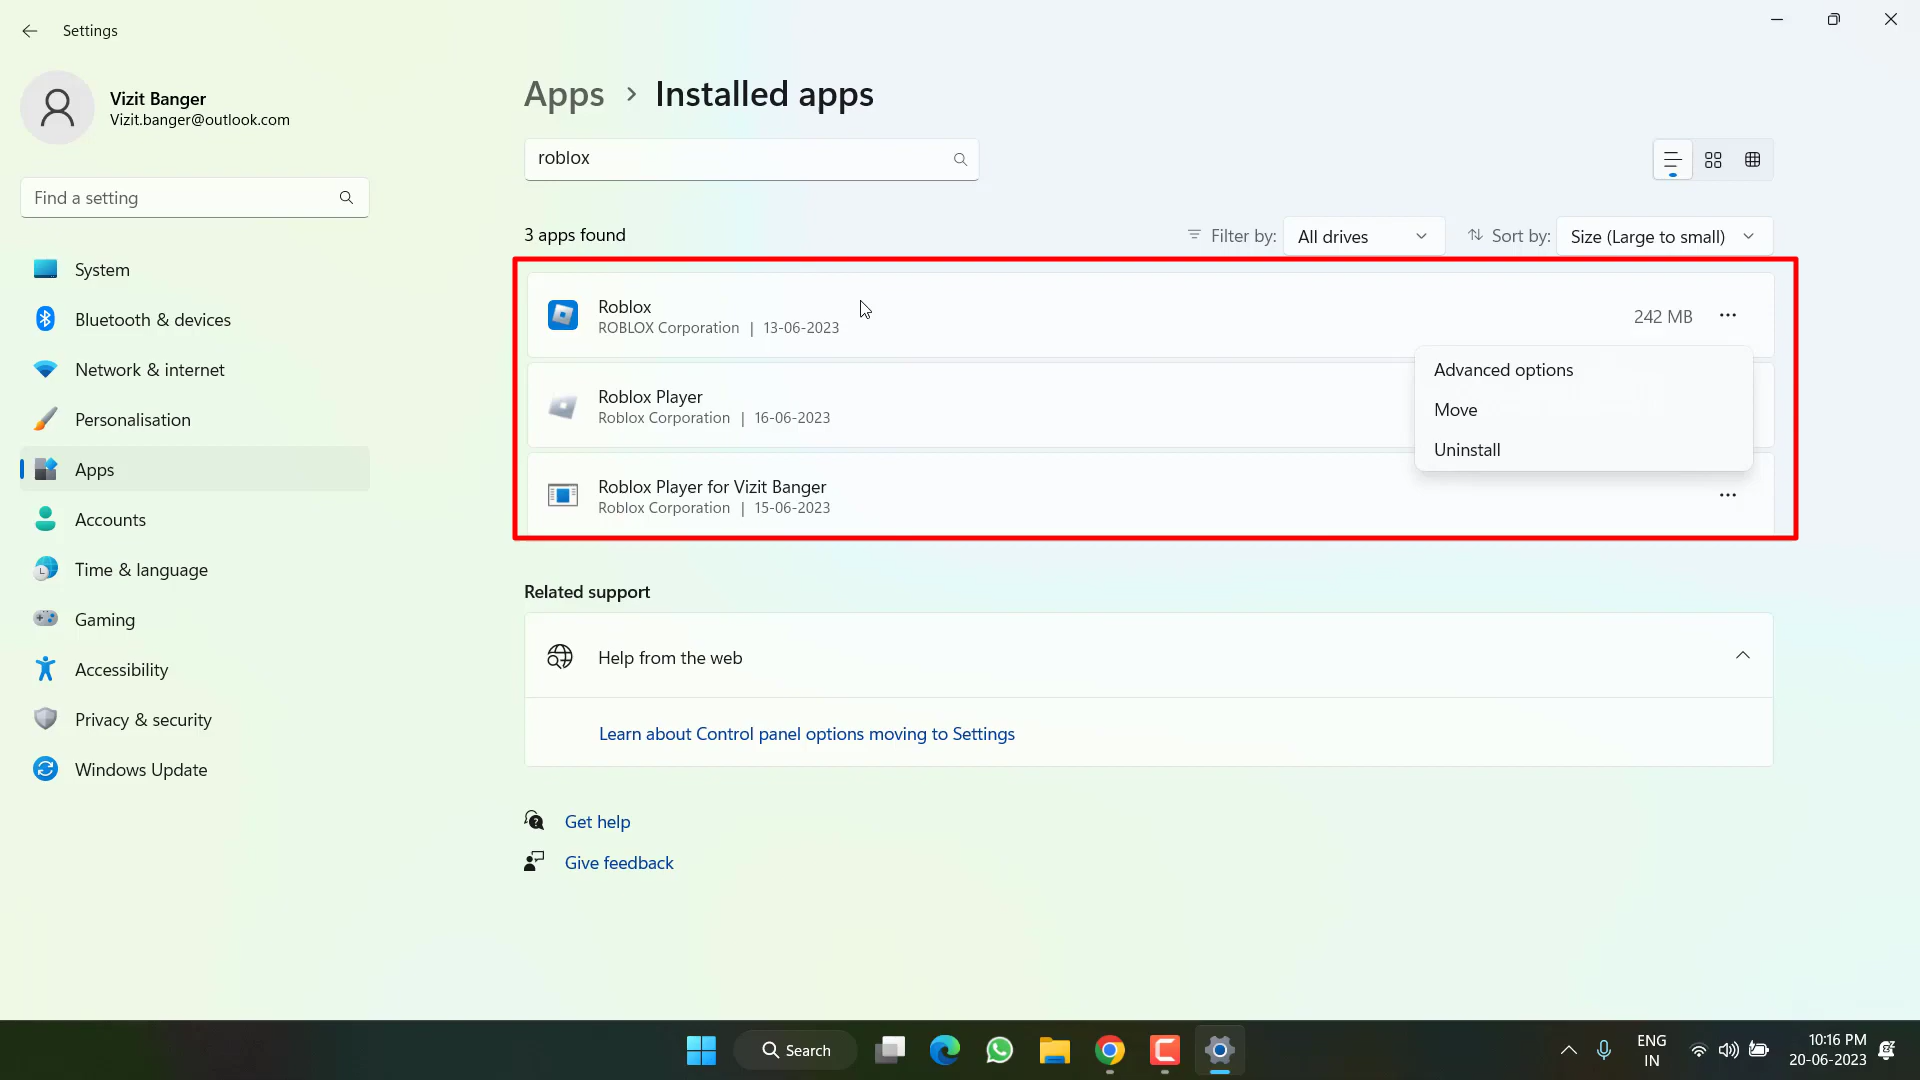 Settings
Vizit Banger
Vizit.banger@outlook.com
Find a setting
System
Bluetooth & devices
Network & internet
Personalisation
Apps
Accounts
Time & language
Gaming
Accessibility
Privacy & security
Windows Update
Apps > Installed apps
roblox
3 apps found
Filter by: All drives
Sort by: Size (Large to small)
Roblox
ROBLOX Corporation | 13-06-2023
242 MB
Advanced options
Move
Uninstall
Roblox Player
Roblox Corporation | 16-06-2023
Roblox Player for Vizit Banger
Roblox Corporation | 15-06-2023
Related support
Help from the web
Learn about Control panel options moving to Settings
Get help
Give feedback
Search
ENG
IN
10:16 PM
20-06-2023